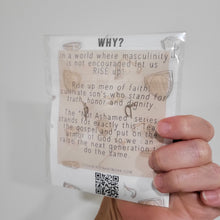 WHY?
In a world where masculinity
is not encouraged let us
RISE up!
Rise up men of faith,
cultivate son's who stand for
truth, honor and dignity
The "Not Ashamed" series
stands for exactly this. Teach
the gospel and put on the
armor of God so we can
raise the next generation to
do the same.